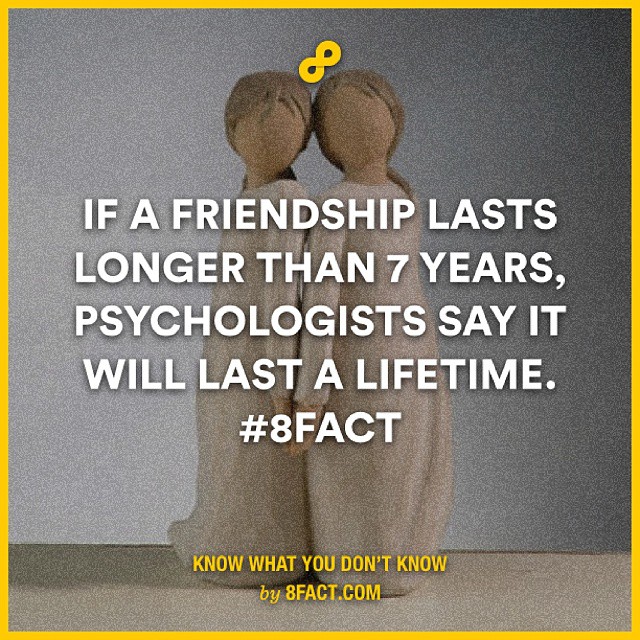 IF A FRIENDSHIP LASTS
LONGER THAN 7 YEARS,
PSYCHOLOGISTS SAY IT
WILL LAST A LIFETIME.
#8FACT
KNOW WHAT YOU DON'T KNOW
by 8FACT.COM